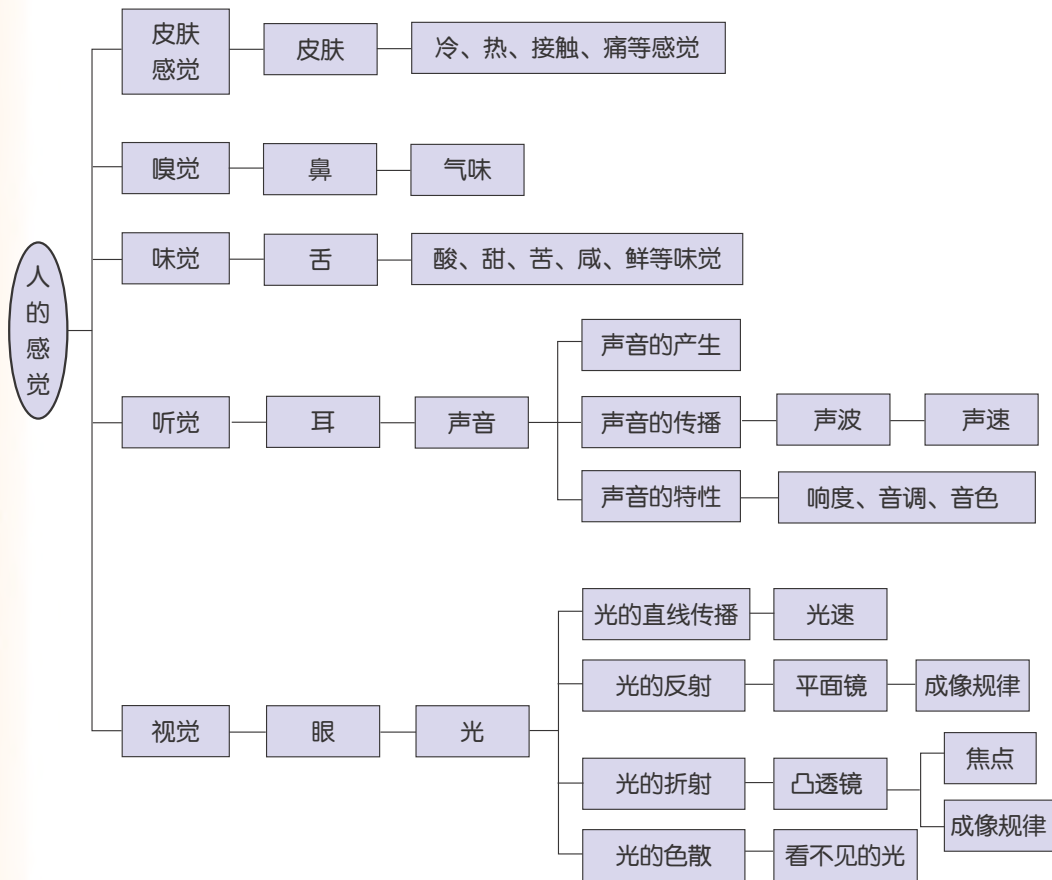 人
的
感
觉
皮肤
感觉
皮肤
冷、热、接触、痛等感觉
嗅觉
鼻
气味
味觉
舌
酸、甜、苦、咸、鲜等味觉
听觉
耳
声音
声音的产生
声音的传播
声波
声速
声音的特性
响度、音调、音色
视觉
眼
光
光的直线传播
光速
光的反射
平面镜
成像规律
光的折射
凸透镜
焦点
成像规律
光的色散
看不见的光